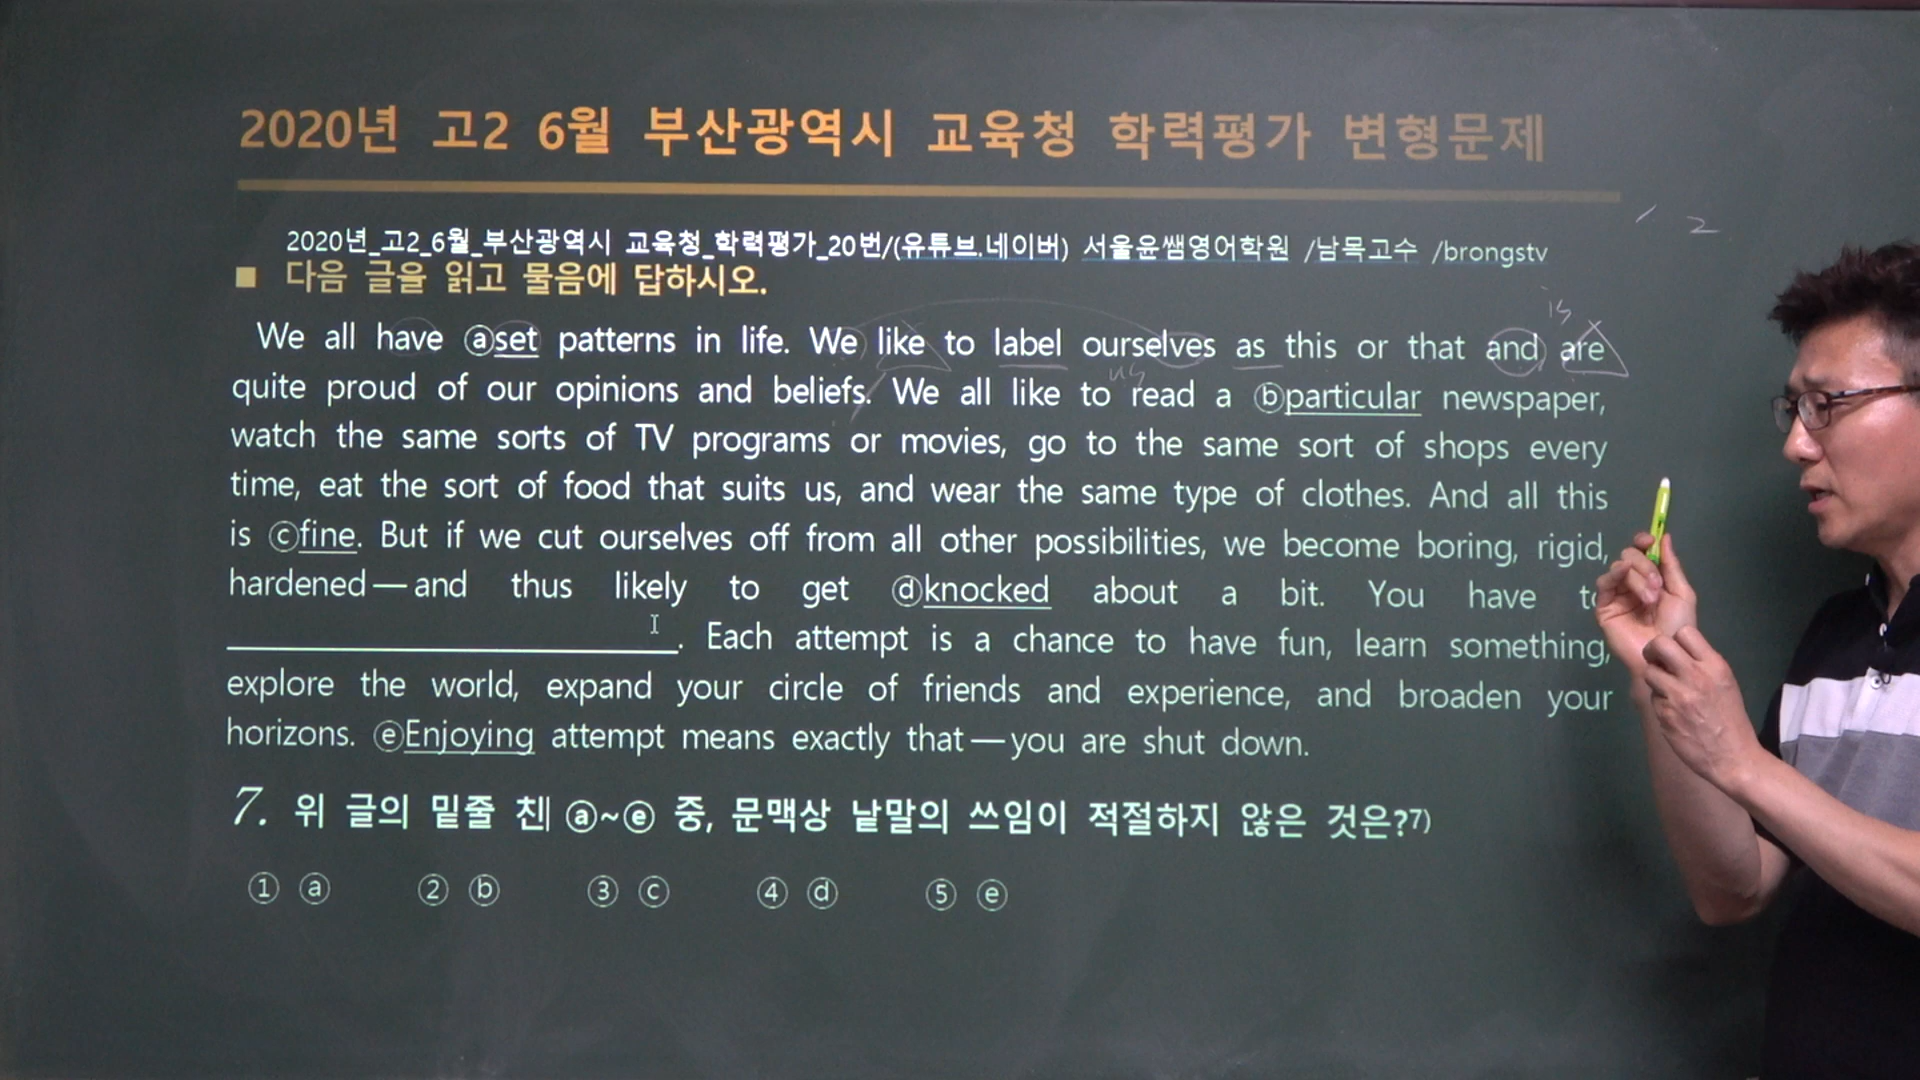 2020년 고2 6월 부산광역시 교육청 학력평가 변형문제
2
2020년_고2_6월_부산광역시 교육청_학력평가_20번/(유튜브.네이버) 서울윤쌤영어학원 /남목고수 /brongstv
■ 다음 글을 읽고 물음에 답하시오.
is
We all have ⓐset patterns in life. We like to label ourselves as this or that and are
us
quite proud of our opinions and beliefs. We all like to read a ⓑparticular newspaper,
watch the same sorts of TV programs or movies, go to the same sort of shops every
time, eat the sort of food that suits us, and wear the same type of clothes. And all this
is ⓒfine. But if we cut ourselves off from all other possibilities, we become boring, rigid,
hardened — and thus likely to get ⓓknocked about a bit. You have to
____________________. Each attempt is a chance to have fun, learn something,
explore the world, expand your circle of friends and experience, and broaden your
horizons. ⓔEnjoying attempt means exactly that — you are shut down.
7. 위 글의 밑줄 친 ⓐ~ⓔ 중, 문맥상 낱말의 쓰임이 적절하지 않은 것은?7)
① ⓐ ② ⓑ ③ ⓒ ④ ⓓ ⑤ ⓔ